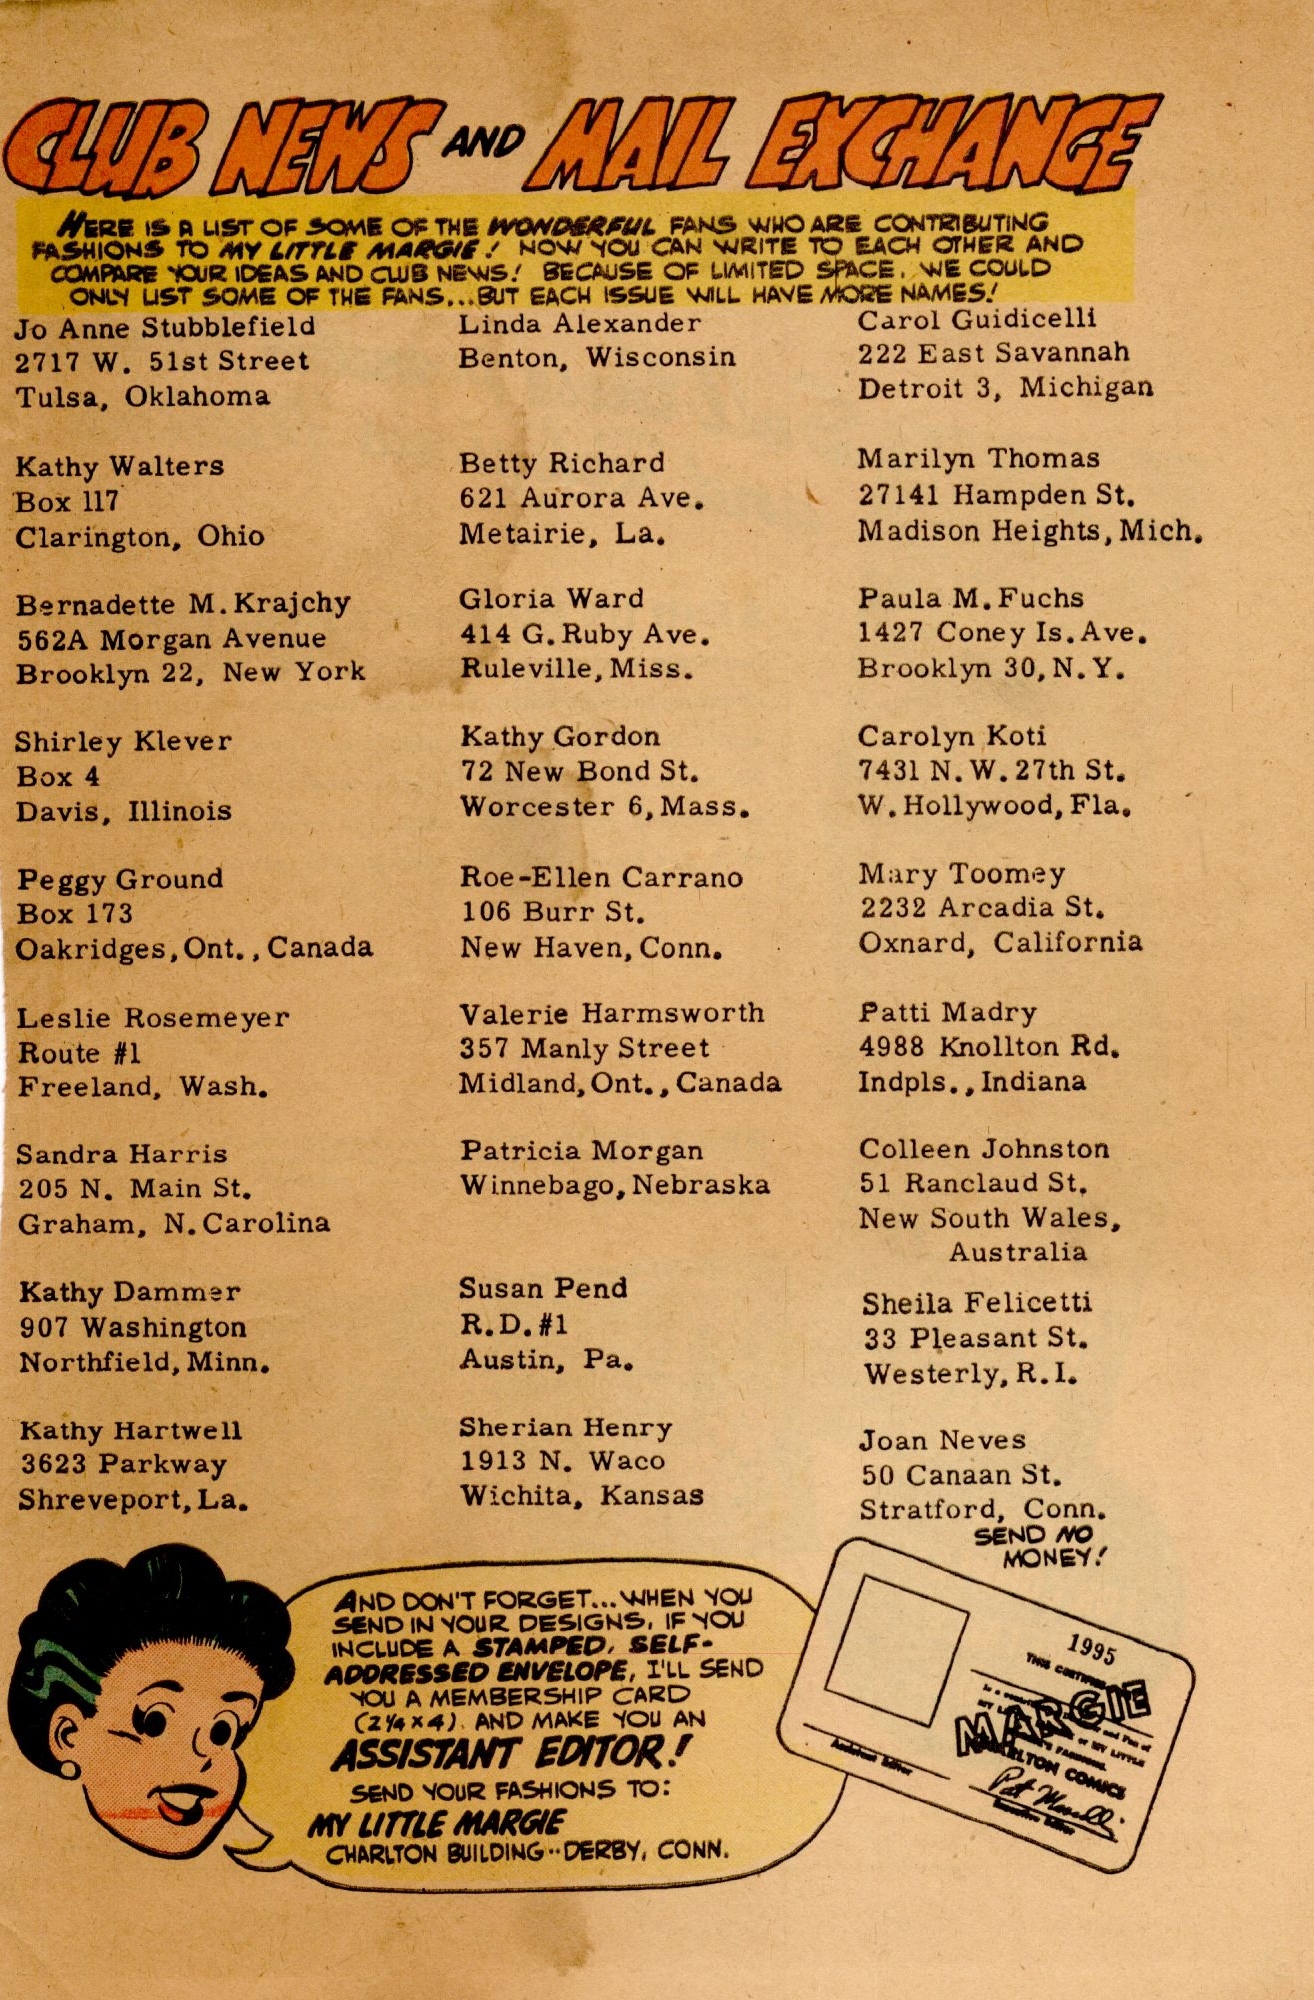 CLUB NEWS AND MAIL EXCHANGE
HERE IS A LIST OF SOME OF THE WONDERFUL FANS WHO ARE CONTRIBUTING
FASHIONS TO MY LITTLE MARGIE! NOW YOU CAN WRITE TO EACH OTHER AND
COMPARE YOUR IDEAS AND CLUB NEWS! BECAUSE OF LIMITED SPACE, WE COULD
ONLY LIST SOME OF THE FANS...BUT EACH ISSUE WILL HAVE MORE NAMES!
Jo Anne Stubblefield
2717 W. 51st Street
Tulsa, Oklahoma
Kathy Walters
Box 117
Clarington, Ohio
Bernadette M. Krajchy
562A Morgan Avenue
Brooklyn 22, New York
Shirley Klever
Box 4
Davis, Illinois
Peggy Ground
Box 173
Oakridges, Ont., Canada
Leslie Rosemeyer
Route #1
Freeland, Wash.
Sandra Harris
205 N. Main St.
Graham, N. Carolina
Kathy Dammer
907 Washington
Northfield, Minn.
Kathy Hartwell
3623 Parkway
Shreveport, La.
Linda Alexander
Benton, Wisconsin
Betty Richard
621 Aurora Ave.
Metairie, La.
Gloria Ward
414 G. Ruby Ave.
Ruleville, Miss.
Kathy Gordon
72 New Bond St.
Worcester 6, Mass.
Roe-Ellen Carrano
106 Burr St.
New Haven, Conn.
Valerie Harmsworth
357 Manly Street
Midland, Ont., Canada
Patricia Morgan
Winnebago, Nebraska
Susan Pend
R.D. #1
Austin, Pa.
Sherian Henry
1913 N. Waco
Wichita, Kansas
Carol Guidicelli
222 East Savannah
Detroit 3, Michigan
Marilyn Thomas
27141 Hampden St.
Madison Heights, Mich.
Paula M. Fuchs
1427 Coney Is. Ave.
Brooklyn 30, N.Y.
Carolyn Koti
7431 N.W. 27th St.
W. Hollywood, Fla.
Mary Toomey
2232 Arcadia St.
Oxnard, California
Patti Madry
4988 Knollton Rd.
Indpls., Indiana
Colleen Johnston
51 Ranclaud St.
New South Wales,
Australia
Sheila Felicetti
33 Pleasant St.
Westerly, R.I.
Joan Neves
50 Canaan St.
Stratford, Conn.
AND DON'T FORGET...WHEN YOU
SEND IN YOUR DESIGNS, IF YOU
INCLUDE A STAMPED, SELF-
ADDRESSED ENVELOPE, I'LL SEND
YOU A MEMBERSHIP CARD
(2¼ x 4) AND MAKE YOU AN
ASSISTANT EDITOR!
SEND YOUR FASHIONS TO:
MY LITTLE MARGIE
CHARLTON BUILDING--DERBY, CONN.
SEND NO
MONEY!
1995
THIS CERTIFIES
MARGIE
OF MY LITTLE
FASHIONS.
CHARLTON COMICS
Assistant Editor
Executive Editor